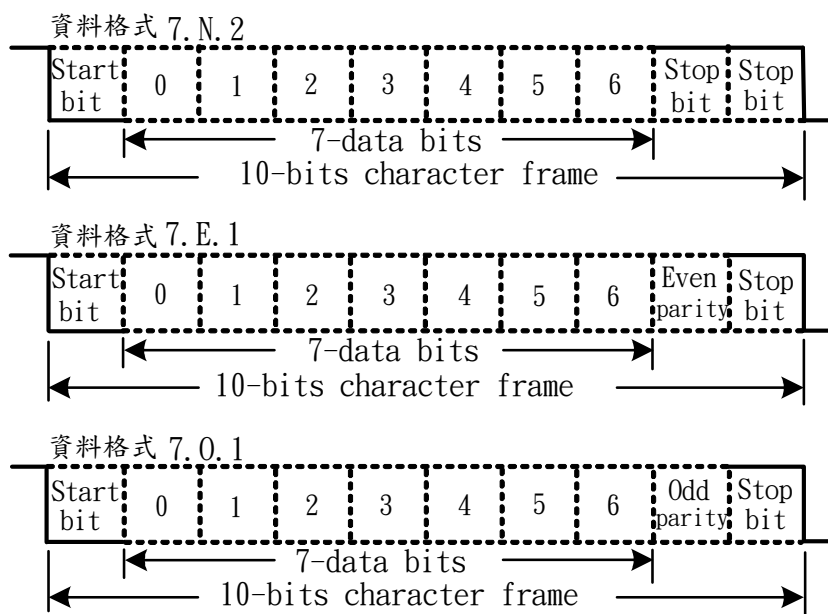 資料格式 7.N.2
Start bit 0 1 2 3 4 5 6 Stop bit Stop bit
7-data bits
10-bits character frame
資料格式 7.E.1
Start bit 0 1 2 3 4 5 6 Even parity Stop bit
7-data bits
10-bits character frame
資料格式 7.O.1
Start bit 0 1 2 3 4 5 6 Odd parity Stop bit
7-data bits
10-bits character frame